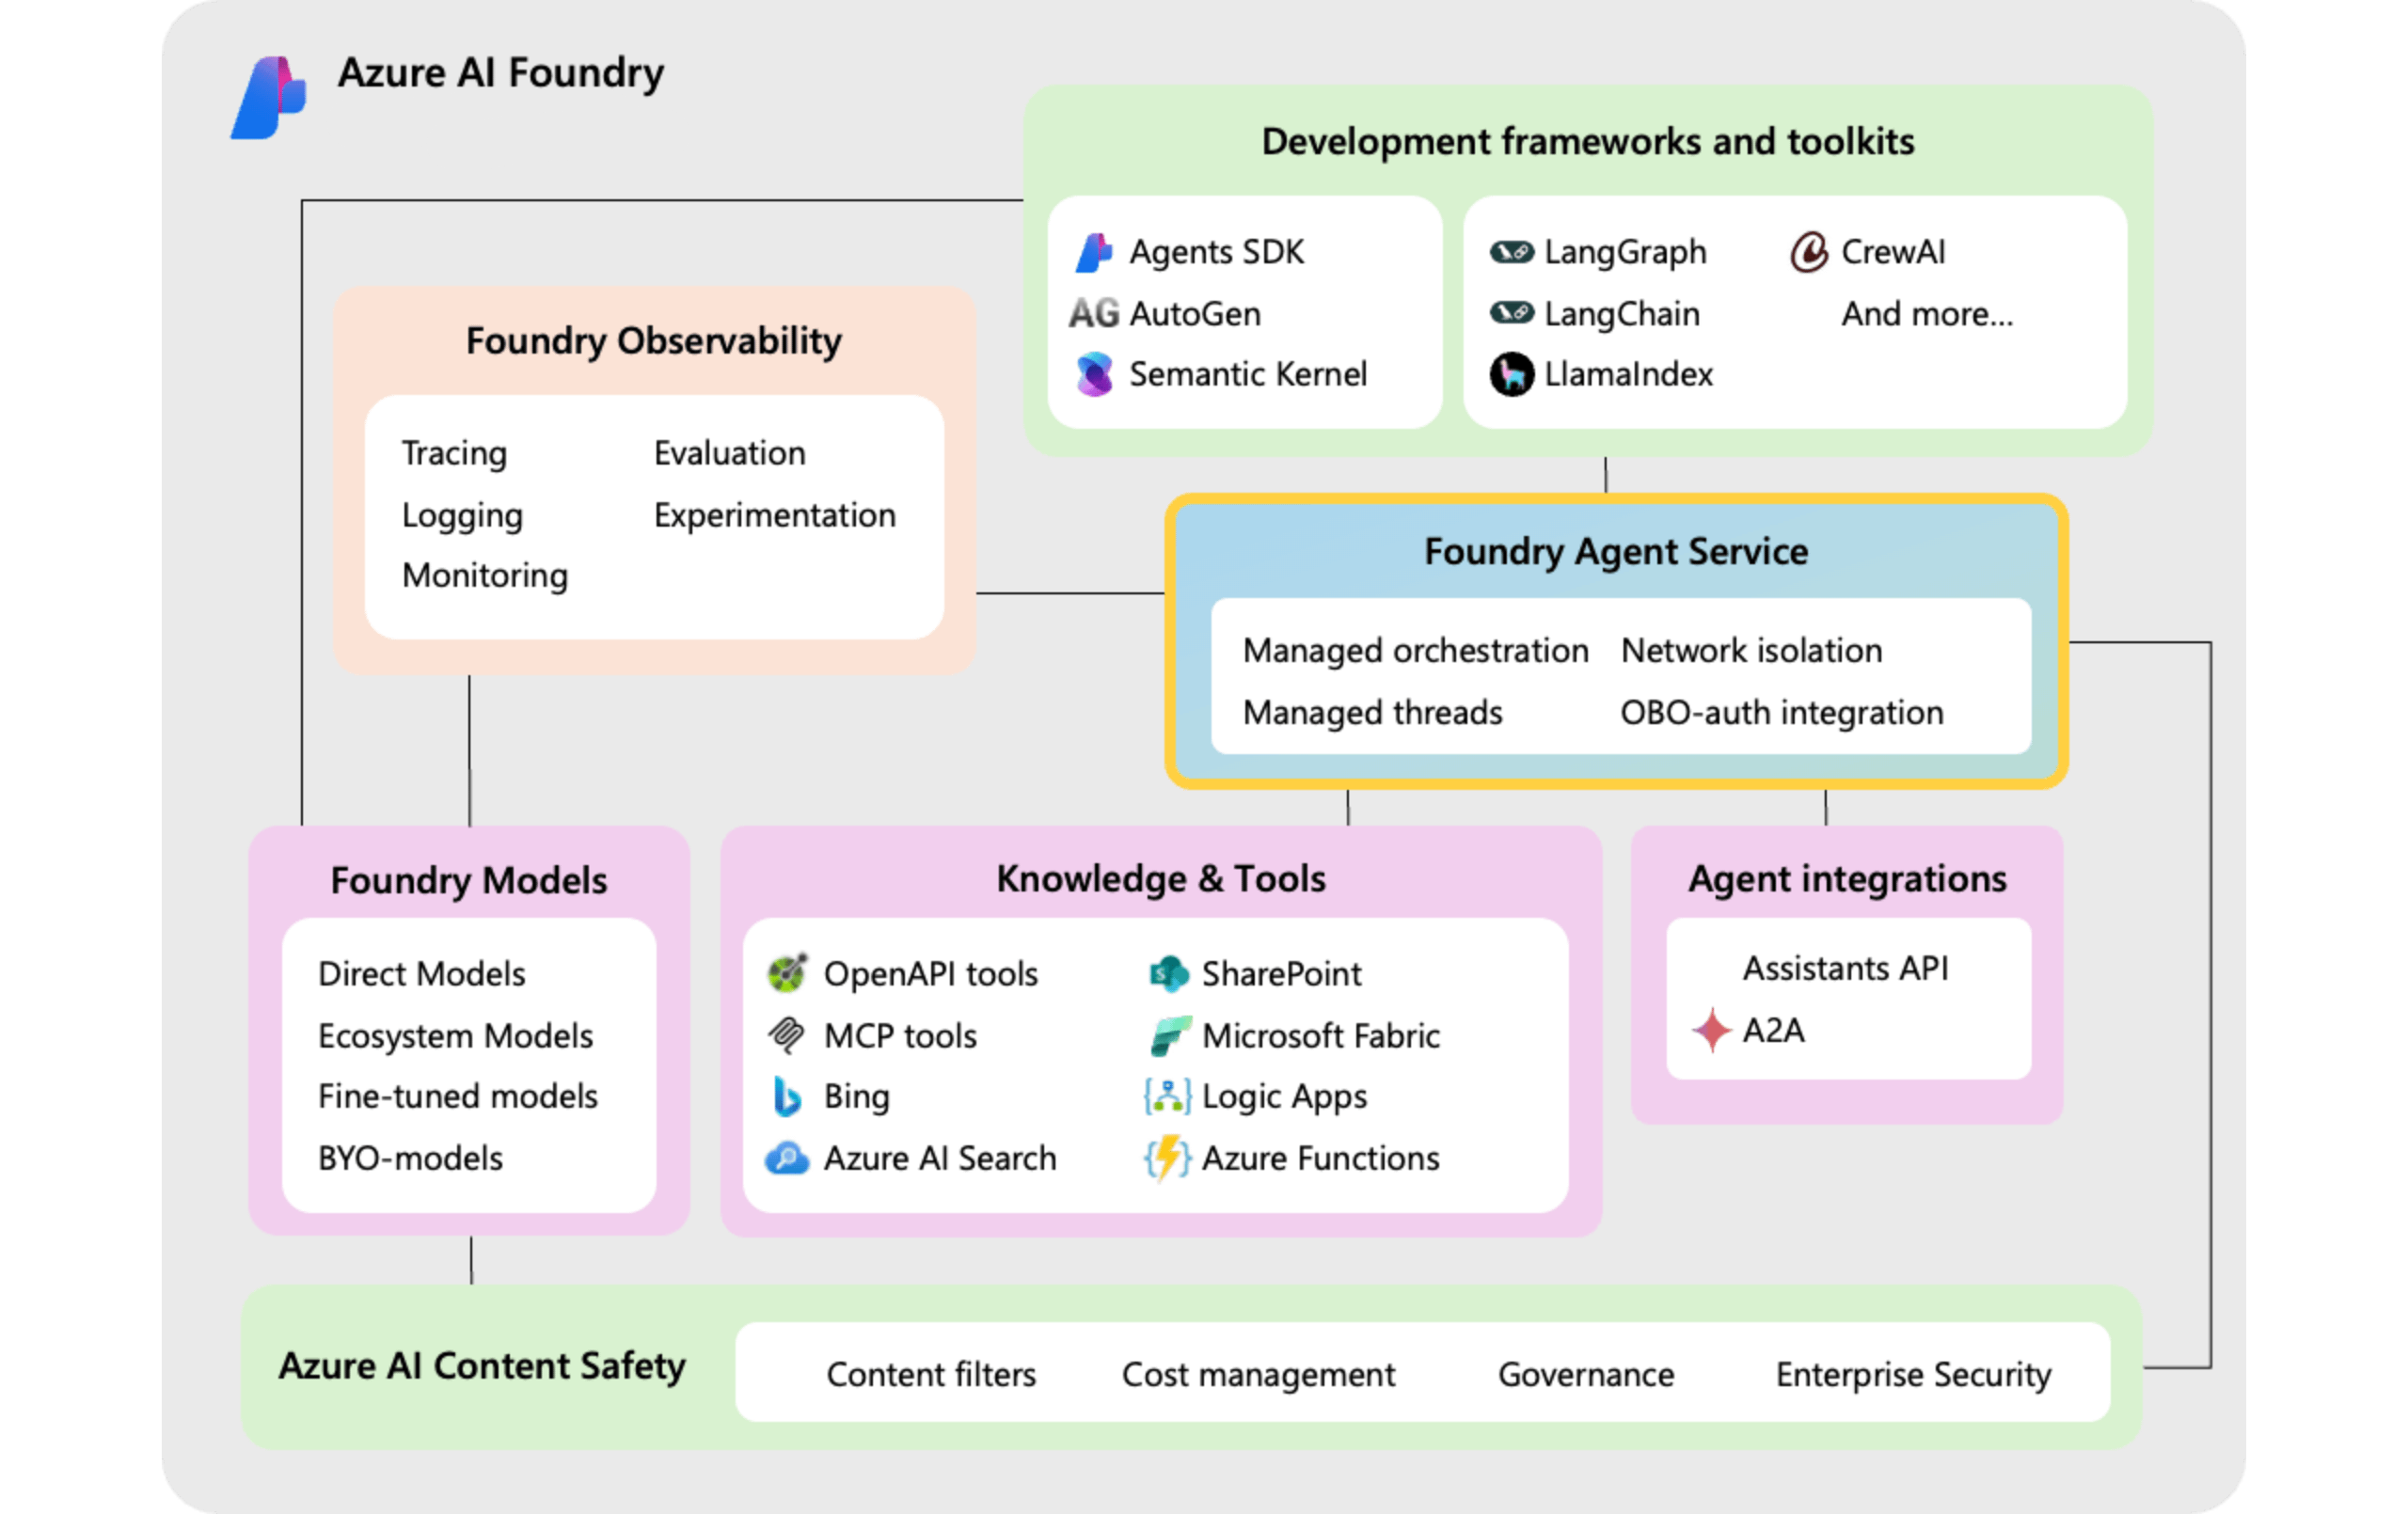 Azure AI Foundry
Development frameworks and toolkits
Agents SDK
AG AutoGen
Semantic Kernel
LangGraph
LangChain
LlamaIndex
CrewAI
And more...
Foundry Observability
Tracing
Logging
Monitoring
Evaluation
Experimentation
Foundry Agent Service
Managed orchestration
Managed threads
Network isolation
OBO-auth integration
Foundry Models
Direct Models
Ecosystem Models
Fine-tuned models
BYO-models
Knowledge & Tools
OpenAPI tools
MCP tools
Bing
Azure AI Search
SharePoint
Microsoft Fabric
Logic Apps
Azure Functions
Agent integrations
Assistants API
A2A
Azure AI Content Safety
Content filters
Cost management
Governance
Enterprise Security